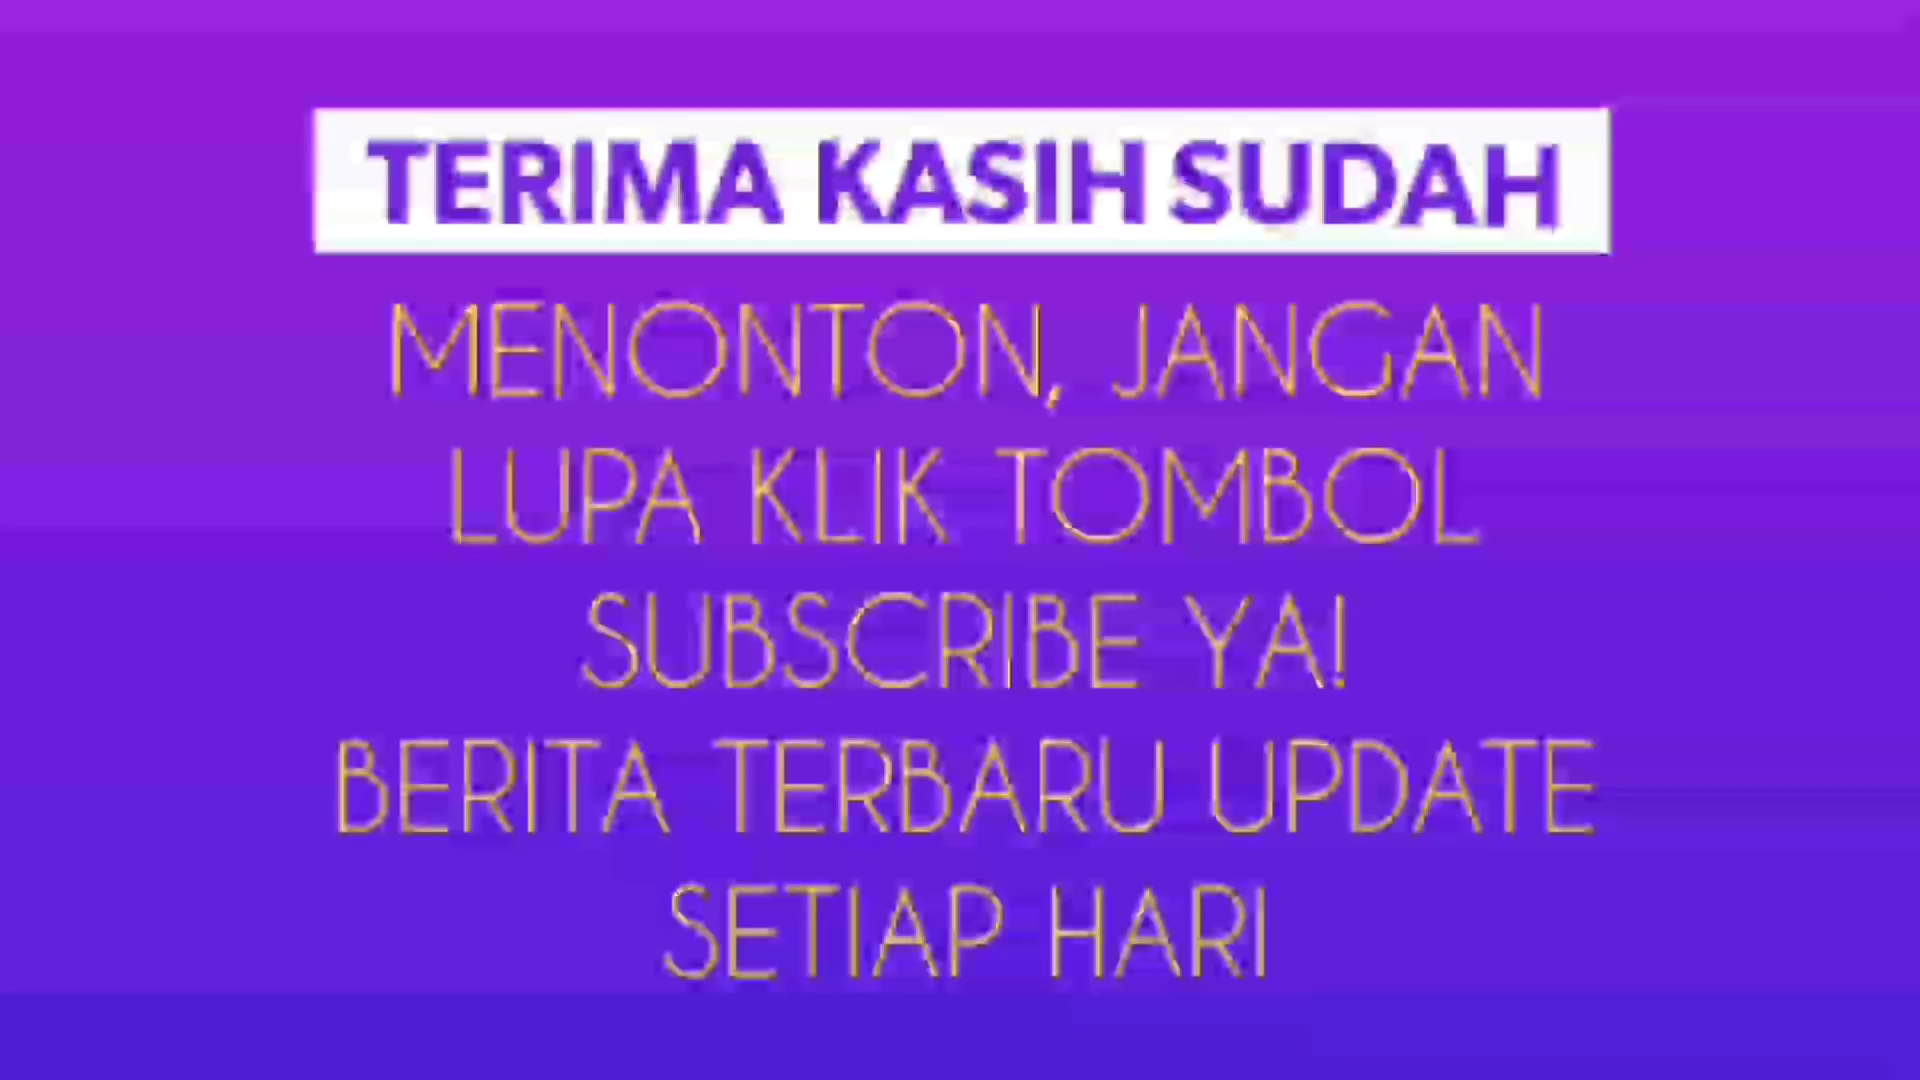 TERIMA KASIH SUDAH
MENONTON, JANGAN
LUPA KLIK TOMBOL
SUBSCRIBE YA!
BERITA TERBARU UPDATE
SETIAP HARI